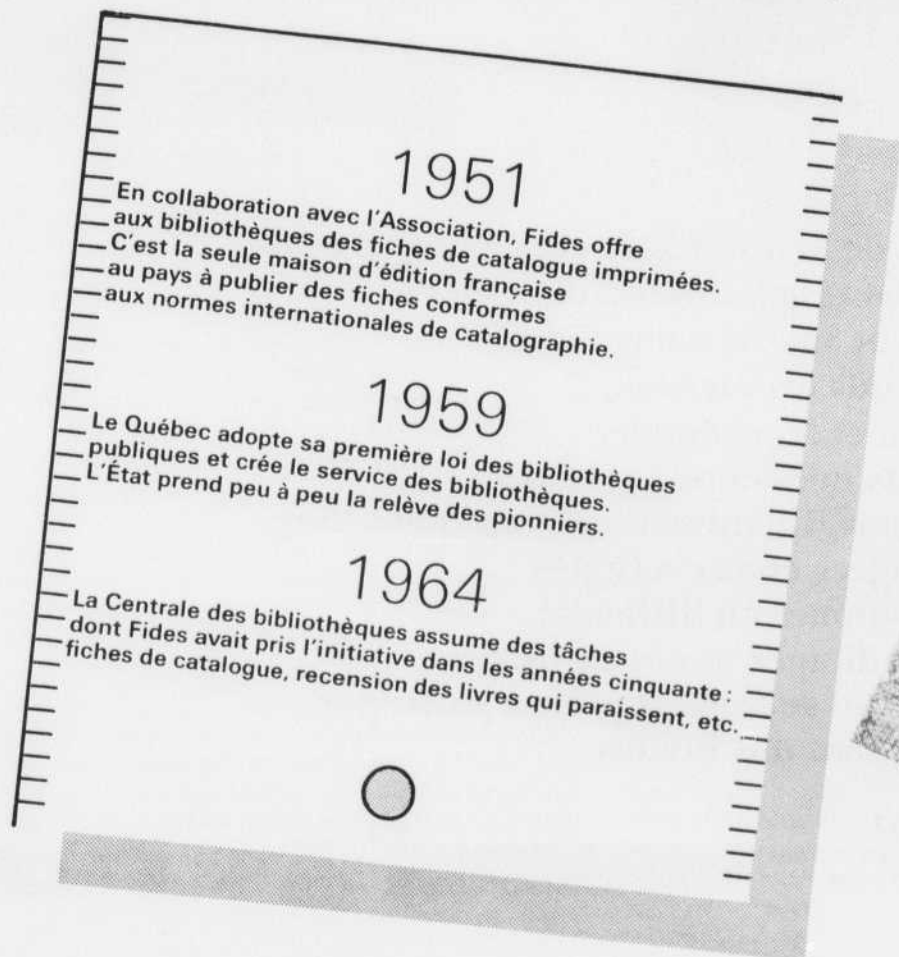 1951
En collaboration avec l'Association, Fides offre
aux bibliothèques des fiches de catalogue imprimées.
C'est la seule maison d'édition française
au pays à publier des fiches conformes
aux normes internationales de catalographie.
1959
Le Québec adopte sa première loi des bibliothèques
publiques et crée le service des bibliothèques.
L'État prend peu à peu la relève des pionniers.
1964
La Centrale des bibliothèques assume des tâches
dont Fides avait pris l'initiative dans les années cinquante :
fiches de catalogue, recension des livres qui paraissent, etc.